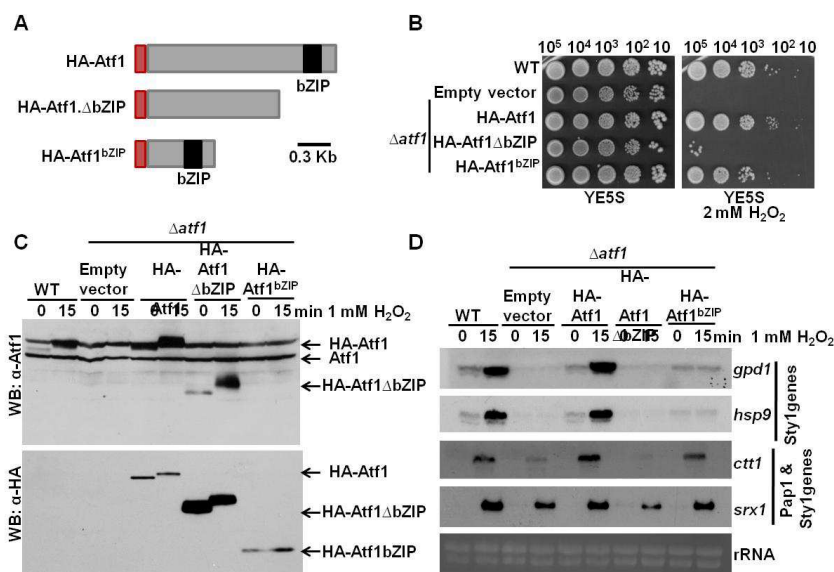 A
HA-Atf1
bZIP
HA-Atf1.ΔbZIP
HA-Atf1bZIP
bZIP
0.3 Kb
B
10⁵ 10⁴ 10³ 10² 10 10⁵ 10⁴ 10³ 10² 10
WT
Empty vector
HA-Atf1
HA-Atf1ΔbZIP
HA-Atf1bZIP
Δatf1
YE5S
YE5S
2 mM H₂O₂
C
Δatf1
WT
Empty vector
HA-Atf1
HA-Atf1 ΔbZIP
HA-Atf1bZIP
0 15 0 15 0 15 0 15 0 15 min 1 mM H₂O₂
WB: α-Atf1
HA-Atf1
Atf1
HA-Atf1ΔbZIP
WB: α-HA
HA-Atf1
HA-Atf1ΔbZIP
HA-Atf1bZIP
D
Δatf1
WT
Empty vector
HA-Atf1
HA-Atf1 ΔbZIP
HA-Atf1bZIP
0 15 0 15 0 15 0 15 0 15 min 1 mM H₂O₂
gpd1
hsp9
Sty1genes
ctt1
srx1
Pap1 &
Sty1genes
rRNA